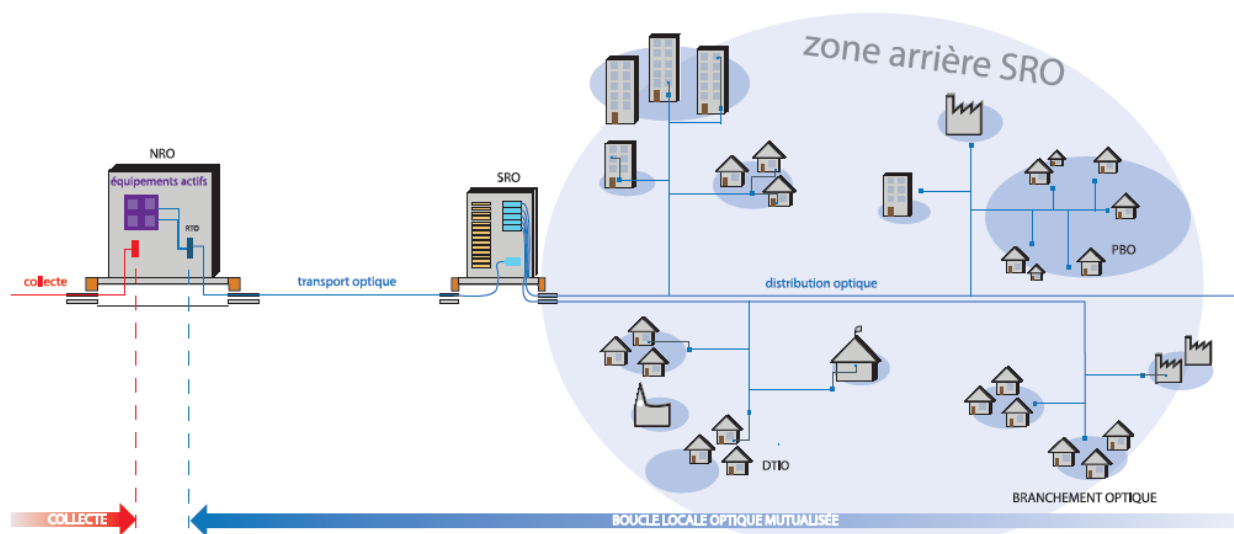 zone arrière SRO
NRO
équipements actifs
RTO
SRO
PBO
collecte
transport optique
distribution optique
DTIO
BRANCHEMENT OPTIQUE
COLLECTE
BOUCLE LOCALE OPTIQUE MUTUALISÉE